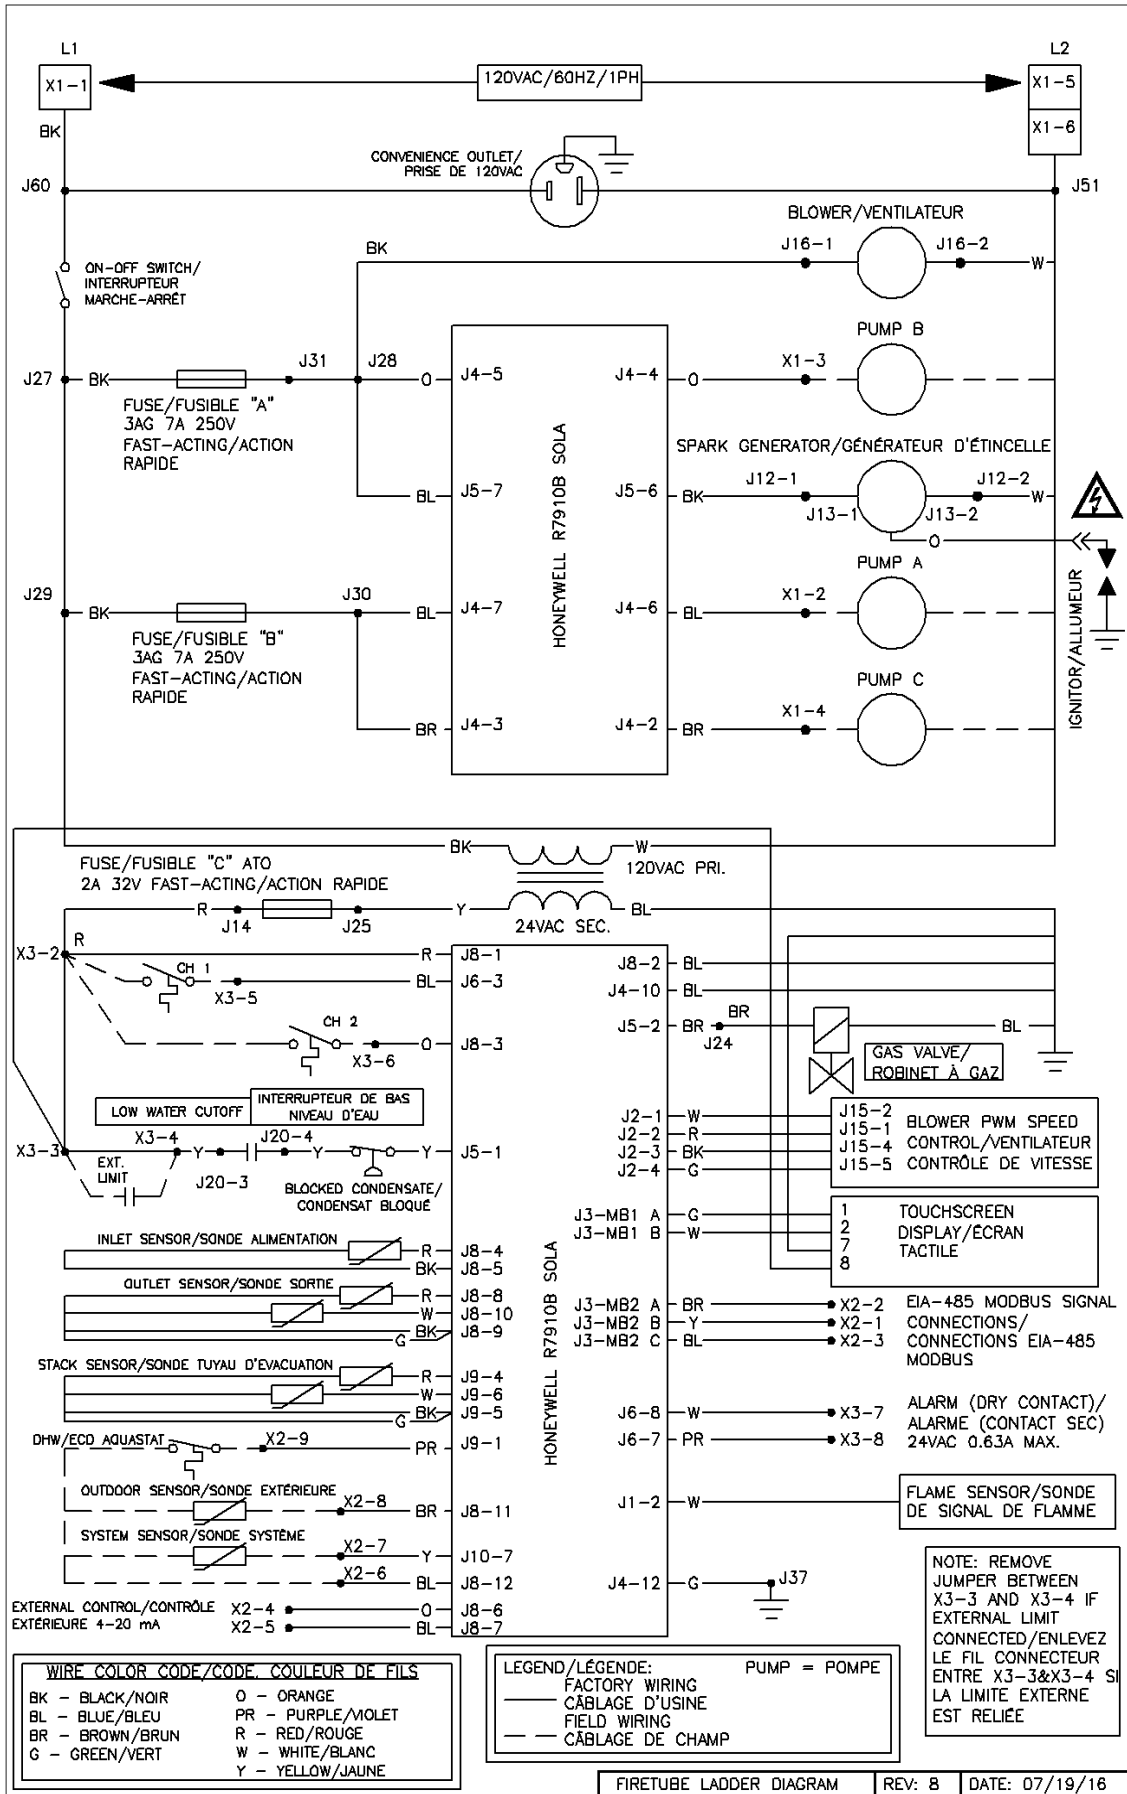 L1
L2
X1-1
120VAC/60HZ/1PH
X1-5
X1-6
BK
CONVENIENCE OUTLET/
PRISE DE 120VAC
J60
J51
BLOWER/VENTILATEUR
BK
J16-1
J16-2
W
ON-OFF SWITCH/
INTERRUPTEUR
MARCHE-ARRÊT
PUMP B
J27
BK
J31
J28
O
J4-5
J4-4
O
X1-3
FUSE/FUSIBLE "A"
3AG 7A 250V
FAST-ACTING/ACTION
RAPIDE
HONEYWELL R7910B SOLA
SPARK GENERATOR/GÉNÉRATEUR D'ÉTINCELLE
BL
J5-7
J5-6
BK
J12-1
J12-2
W
J13-1
J13-2
O
IGNITOR/ALLUMEUR
PUMP A
J29
BK
J30
BL
J4-7
J4-6
BL
X1-2
FUSE/FUSIBLE "B"
3AG 7A 250V
FAST-ACTING/ACTION
RAPIDE
PUMP C
BR
J4-3
J4-2
BR
X1-4
BK
W
120VAC PRI.
FUSE/FUSIBLE "C" ATO
2A 32V FAST-ACTING/ACTION RAPIDE
R
J14
J25
Y
24VAC SEC.
BL
X3-2
R
R
J8-1
J8-2
BL
CH 1
X3-5
BL
J6-3
J4-10
BL
CH 2
X3-6
O
J8-3
J5-2
BR
J24
BR
BL
GAS VALVE/
ROBINET À GAZ
LOW WATER CUTOFF
INTERRUPTEUR DE BAS
NIVEAU D'EAU
X3-3
X3-4
Y
J20-4
Y
Y
J5-1
EXT.
LIMIT
J20-3
BLOCKED CONDENSATE/
CONDENSAT BLOQUÉ
J2-1
W
J15-2
J2-2
R
J15-1
J2-3
BK
J15-4
J2-4
G
J15-5
BLOWER PWM SPEED
CONTROL/VENTILATEUR
CONTRÔLE DE VITESSE
J3-MB1 A
G
1
J3-MB1 B
W
2
7
8
TOUCHSCREEN
DISPLAY/ÉCRAN
TACTILE
HONEYWELL R7910B SOLA
INLET SENSOR/SONDE ALIMENTATION
R
J8-4
BK
J8-5
OUTLET SENSOR/SONDE SORTIE
R
J8-8
W
J8-10
BK
J8-9
G
J3-MB2 A
BR
X2-2
J3-MB2 B
Y
X2-1
J3-MB2 C
BL
X2-3
EIA-485 MODBUS SIGNAL
CONNECTIONS/
CONNECTIONS EIA-485
MODBUS
STACK SENSOR/SONDE TUYAU D'EVACUATION
R
J9-4
W
J9-6
BK
J9-5
G
J6-8
W
X3-7
J6-7
PR
X3-8
ALARM (DRY CONTACT)/
ALARME (CONTACT SEC)
24VAC 0.63A MAX.
DHW/ECD AQUASTAT
X2-9
PR
J9-1
OUTDOOR SENSOR/SONDE EXTÉRIEURE
X2-8
BR
J8-11
J1-2
W
FLAME SENSOR/SONDE
DE SIGNAL DE FLAMME
SYSTEM SENSOR/SONDE SYSTÈME
X2-7
Y
J10-7
X2-6
BL
J8-12
J4-12
G
J37
EXTERNAL CONTROL/CONTRÔLE
EXTÉRIEURE 4-20 mA
X2-4
O
J8-6
X2-5
BL
J8-7
NOTE: REMOVE
JUMPER BETWEEN
X3-3 AND X3-4 IF
EXTERNAL LIMIT
CONNECTED/ENLEVEZ
LE FIL CONNECTEUR
ENTRE X3-3&X3-4 SI
LA LIMITE EXTERNE
EST RELIÉE
WIRE COLOR CODE/CODE. COULEUR DE FILS
BK - BLACK/NOIR
BL - BLUE/BLEU
BR - BROWN/BRUN
G - GREEN/VERT
O - ORANGE
PR - PURPLE/VIOLET
R - RED/ROUGE
W - WHITE/BLANC
Y - YELLOW/JAUNE
LEGEND/LÉGENDE:
PUMP = POMPE
FACTORY WIRING
CÂBLAGE D'USINE
FIELD WIRING
CÂBLAGE DE CHAMP
FIRETUBE LADDER DIAGRAM
REV: 8
DATE: 07/19/16